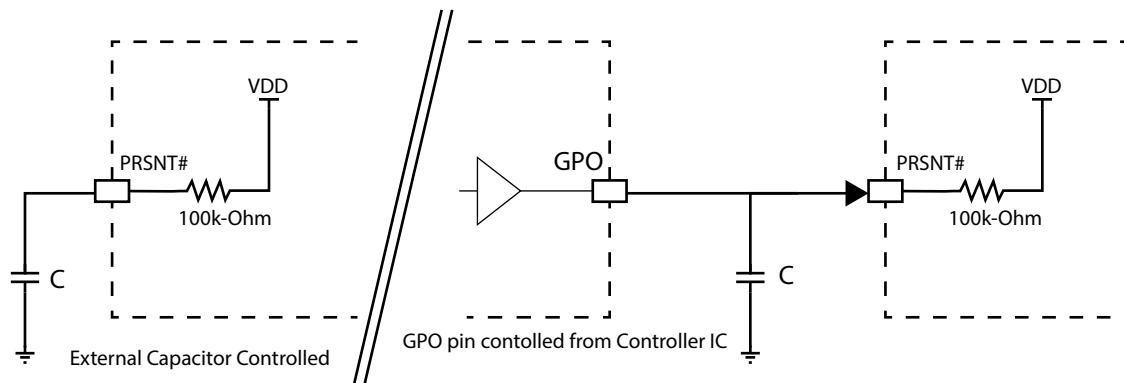 VDD
PRSNT#
100k-Ohm
C
External Capacitor Controlled
GPO
C
GPO pin contolled from Controller IC
VDD
PRSNT#
100k-Ohm